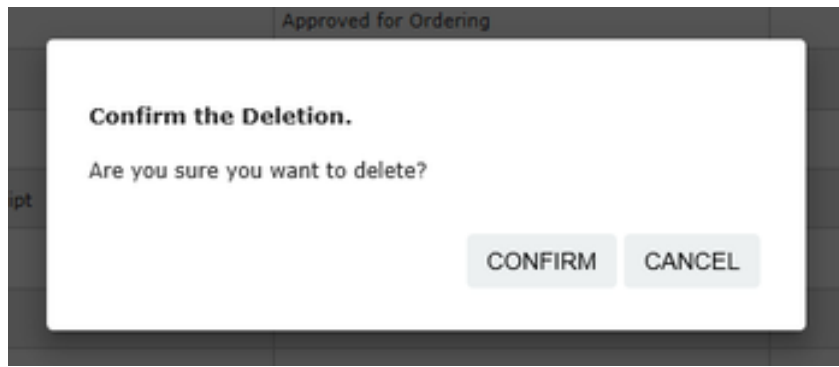 Approved for Ordering
Confirm the Deletion.
Are you sure you want to delete?
ipt
CONFIRM CANCEL